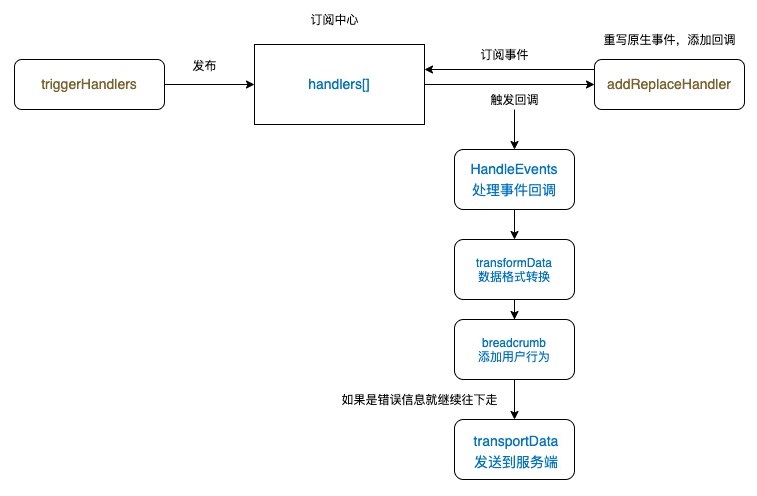 订阅中心
重写原生事件，添加回调
triggerHandlers
发布
handlers[]
订阅事件
addReplaceHandler
触发回调
HandleEvents
处理事件回调
transformData
数据格式转换
breadcrumb
添加用户行为
如果是错误信息就继续往下走
transportData
发送到服务端